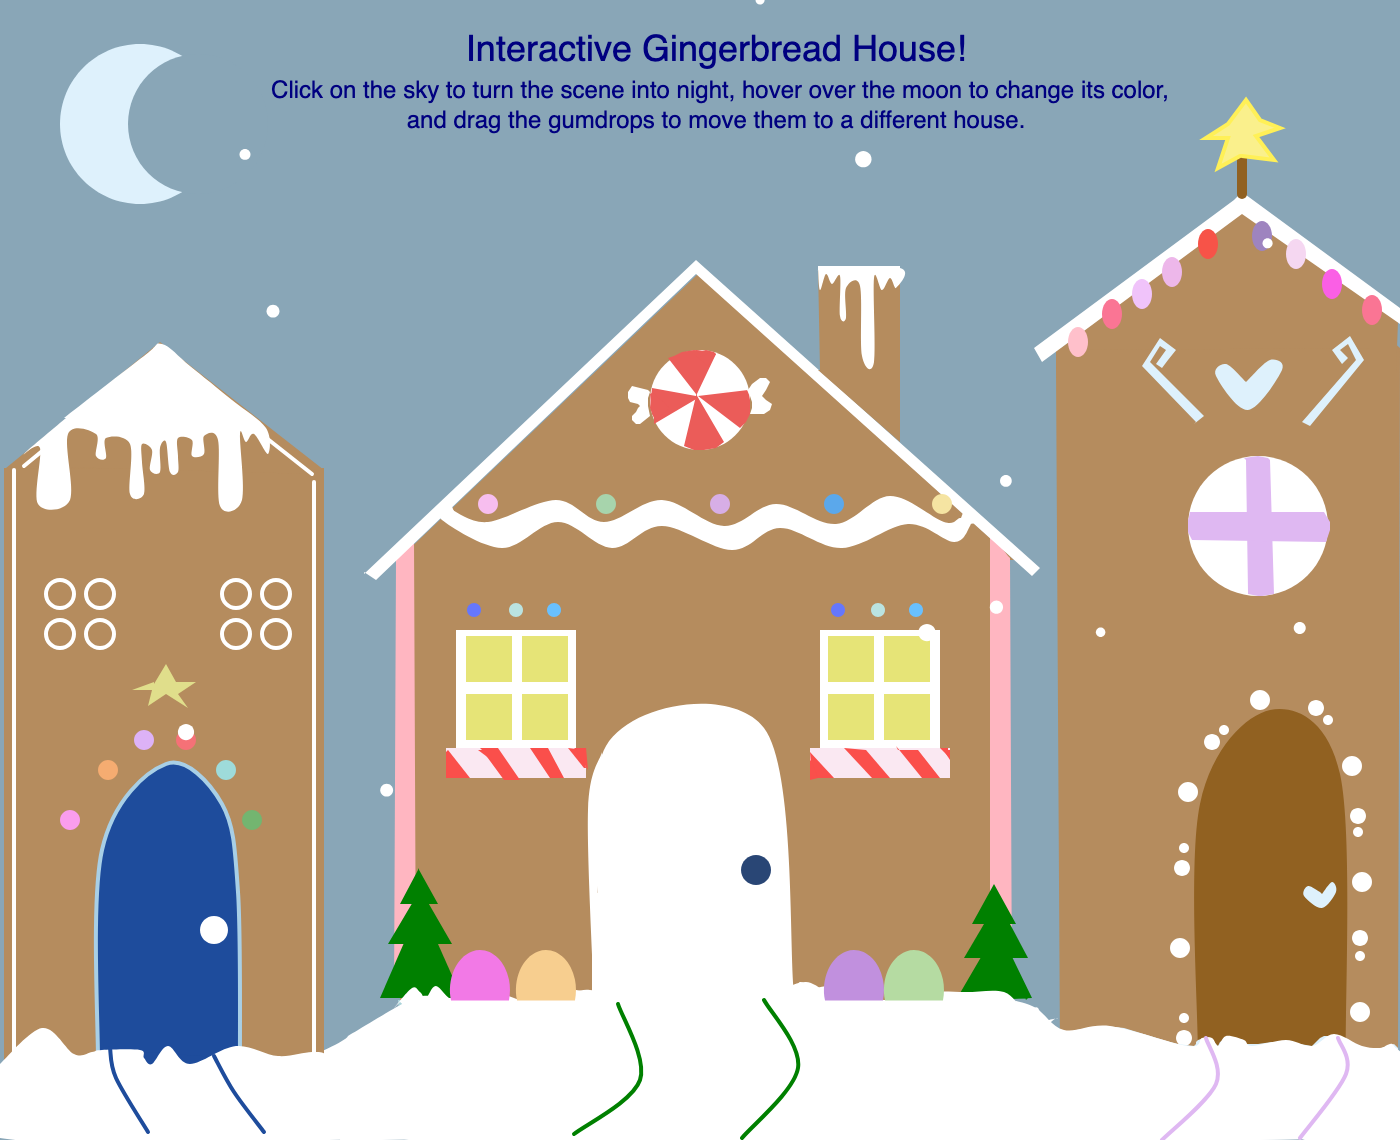 Interactive Gingerbread House!
Click on the sky to turn the scene into night, hover over the moon to change its color,
and drag the gumdrops to move them to a different house.